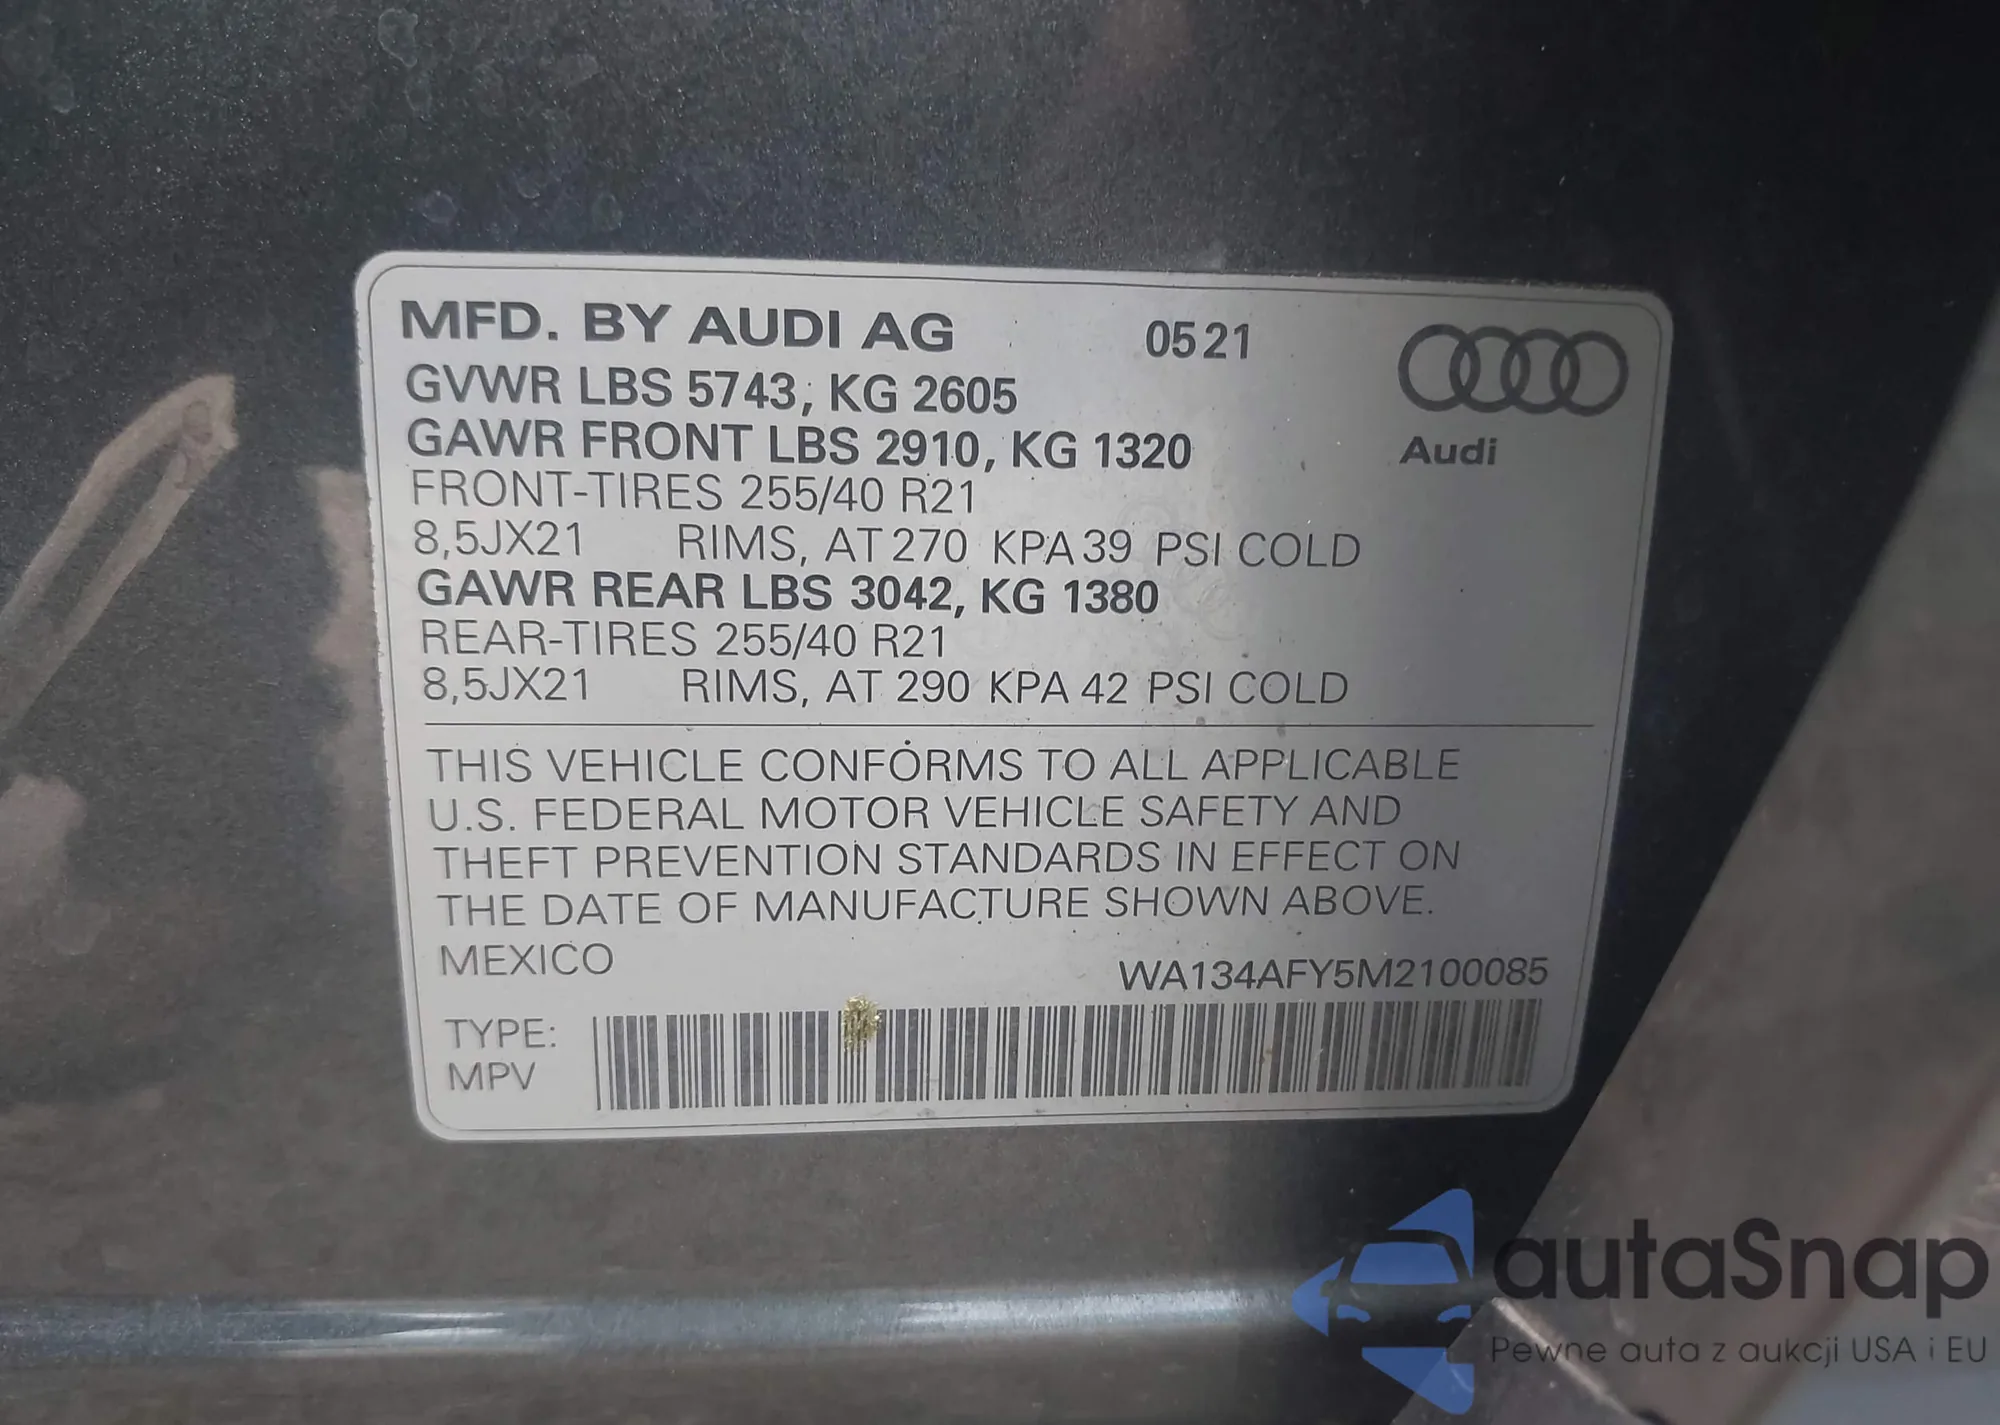 MFD. BY AUDI AG 0521
GVWR LBS 5743, KG 2605
GAWR FRONT LBS 2910, KG 1320
Audi
FRONT-TIRES 255/40 R21
8,5JX21 RIMS, AT 270 KPA 39 PSI COLD
GAWR REAR LBS 3042, KG 1380
REAR-TIRES 255/40 R21
8,5JX21 RIMS, AT 290 KPA 42 PSI COLD
THIS VEHICLE CONFORMS TO ALL APPLICABLE
U.S. FEDERAL MOTOR VEHICLE SAFETY AND
THEFT PREVENTION STANDARDS IN EFFECT ON
THE DATE OF MANUFACTURE SHOWN ABOVE.
MEXICO WA134AFY5M2100085
TYPE:
MPV
autaSnap
Pewne auta z aukcji USA i EU